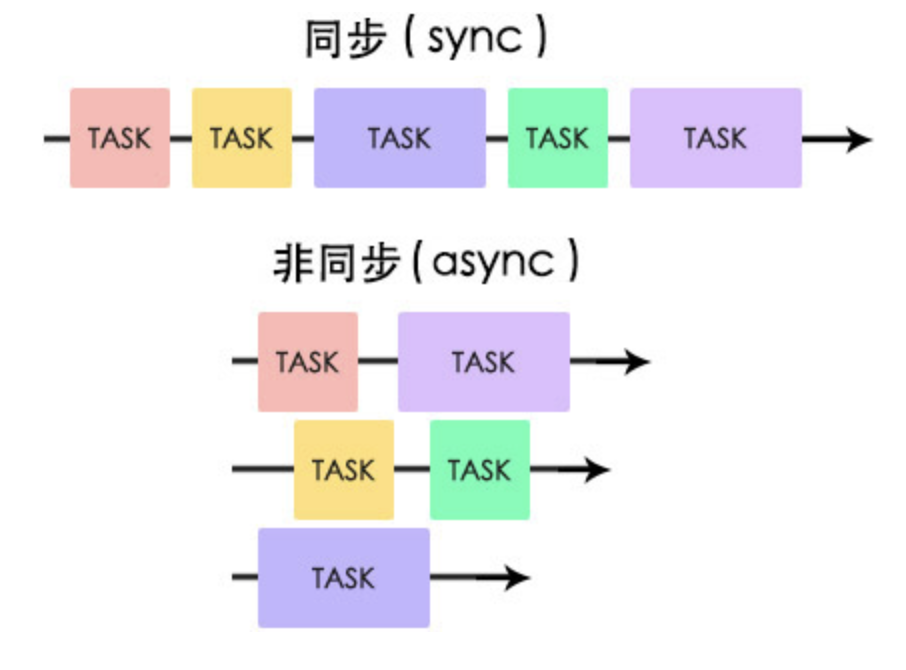 同步 ( sync )
TASK TASK TASK TASK TASK
非同步 ( async )
TASK TASK
TASK TASK
TASK